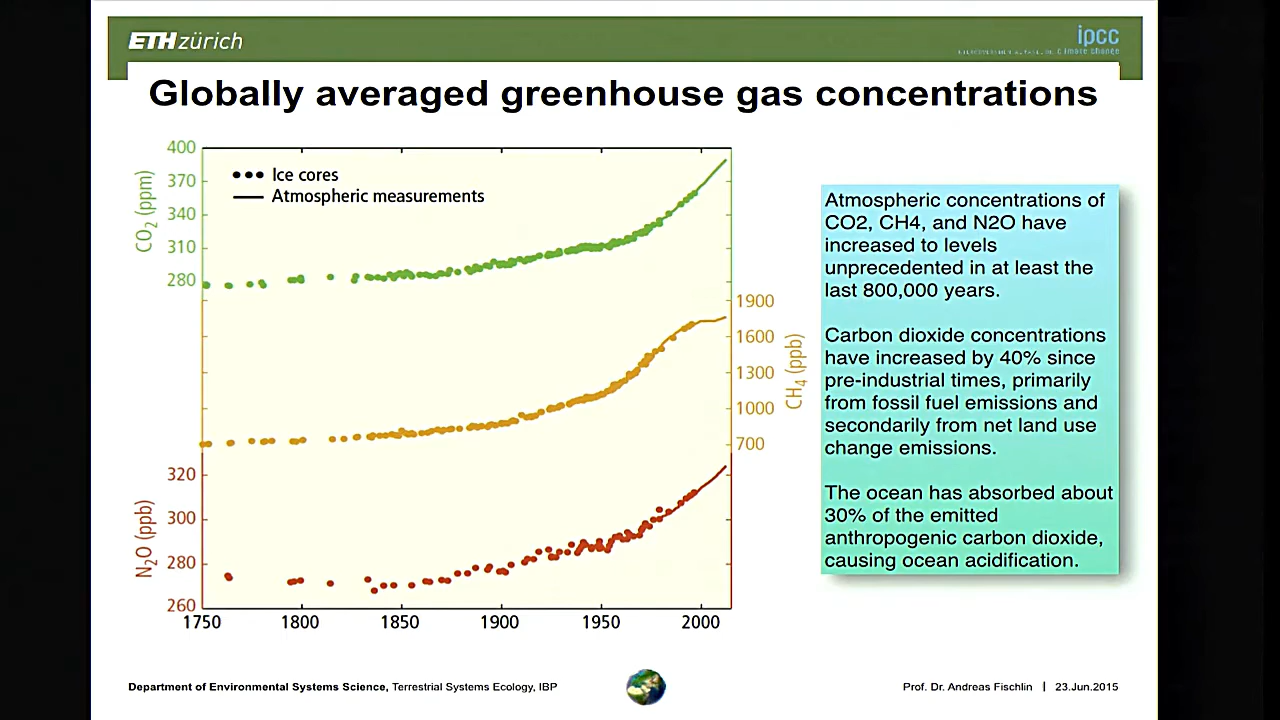 ETH zürich
ipcc
climate change
Globally averaged greenhouse gas concentrations
400
370
340
310
280
CO2 (ppm)
Ice cores
Atmospheric measurements
1900
1600
1300
1000
700
CH4 (ppb)
320
300
280
260
N2O (ppb)
1750 1800 1850 1900 1950 2000
Atmospheric concentrations of
CO2, CH4, and N2O have
increased to levels
unprecedented in at least the
last 800,000 years.
Carbon dioxide concentrations
have increased by 40% since
pre-industrial times, primarily
from fossil fuel emissions and
secondarily from net land use
change emissions.
The ocean has absorbed about
30% of the emitted
anthropogenic carbon dioxide,
causing ocean acidification.
Department of Environmental Systems Science, Terrestrial Systems Ecology, IBP
Prof. Dr. Andreas Fischlin | 23.Jun.2015